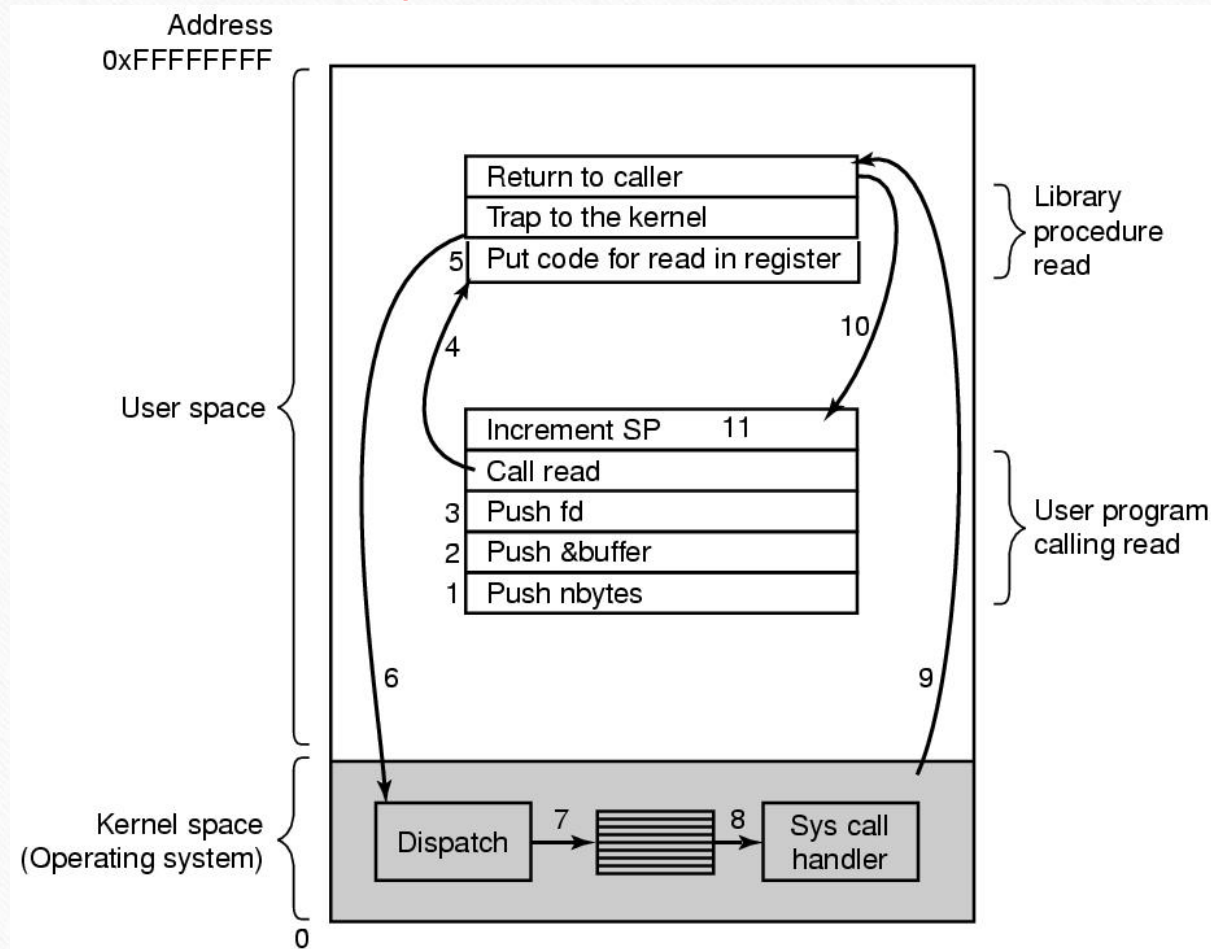 Address
0xFFFFFFFF
Return to caller
Trap to the kernel
5 Put code for read in register
Library
procedure
read
4
10
User space
Increment SP 11
Call read
3 Push fd
2 Push &buffer
1 Push nbytes
User program
calling read
6
9
Kernel space
(Operating system)
Dispatch
7
8
Sys call
handler
0